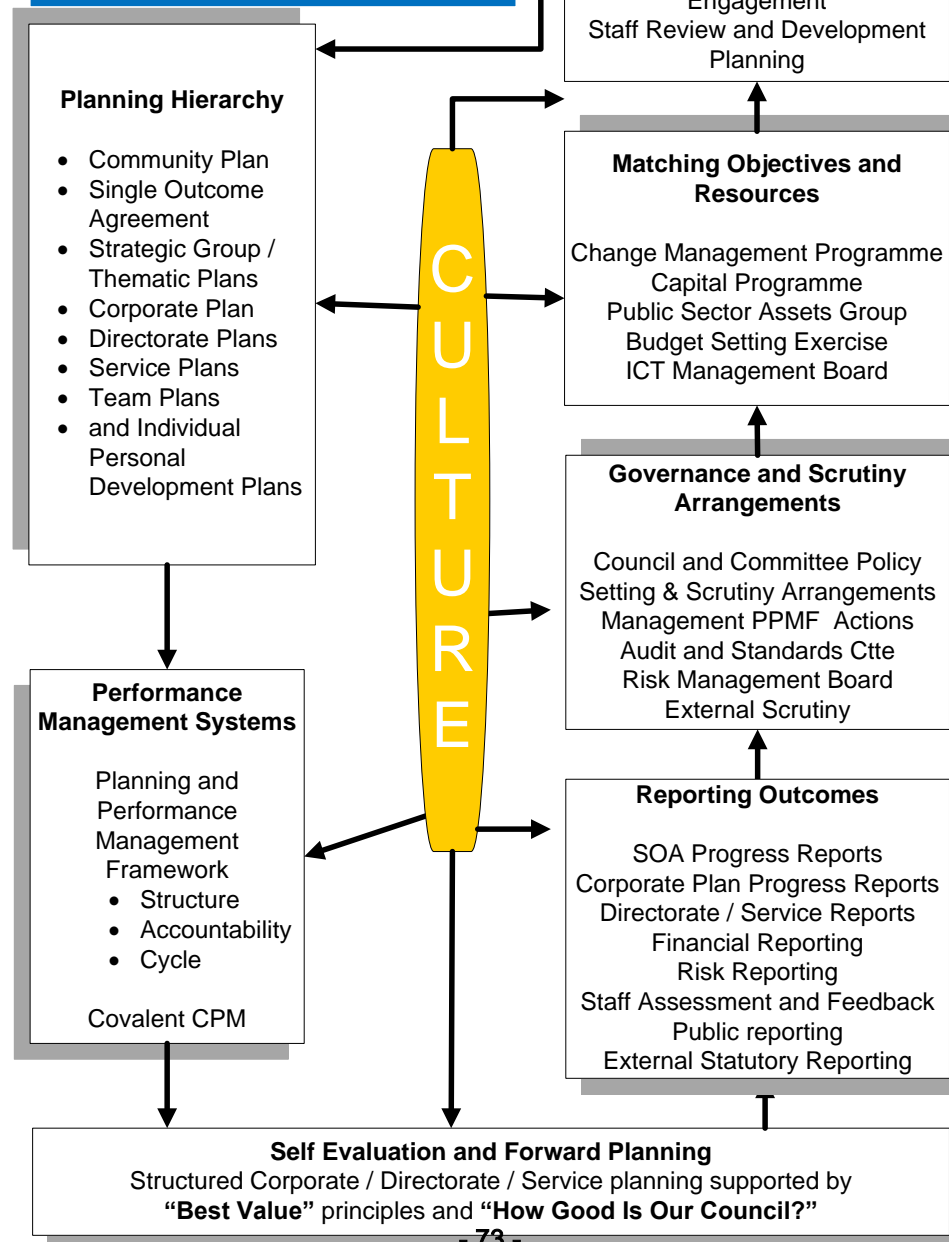 Engagement
Staff Review and Development
Planning
Planning Hierarchy
• Community Plan
• Single Outcome
Agreement
• Strategic Group /
Thematic Plans
• Corporate Plan
• Directorate Plans
• Service Plans
• Team Plans
• and Individual
Personal
Development Plans
CULTURE
Matching Objectives and
Resources
Change Management Programme
Capital Programme
Public Sector Assets Group
Budget Setting Exercise
ICT Management Board
Governance and Scrutiny
Arrangements
Council and Committee Policy
Setting & Scrutiny Arrangements
Management PPMF Actions
Audit and Standards Ctte
Risk Management Board
External Scrutiny
Performance
Management Systems
Planning and
Performance
Management
Framework
• Structure
• Accountability
• Cycle
Covalent CPM
Reporting Outcomes
SOA Progress Reports
Corporate Plan Progress Reports
Directorate / Service Reports
Financial Reporting
Risk Reporting
Staff Assessment and Feedback
Public reporting
External Statutory Reporting
Self Evaluation and Forward Planning
Structured Corporate / Directorate / Service planning supported by
“Best Value” principles and “How Good Is Our Council?”
- 73 -